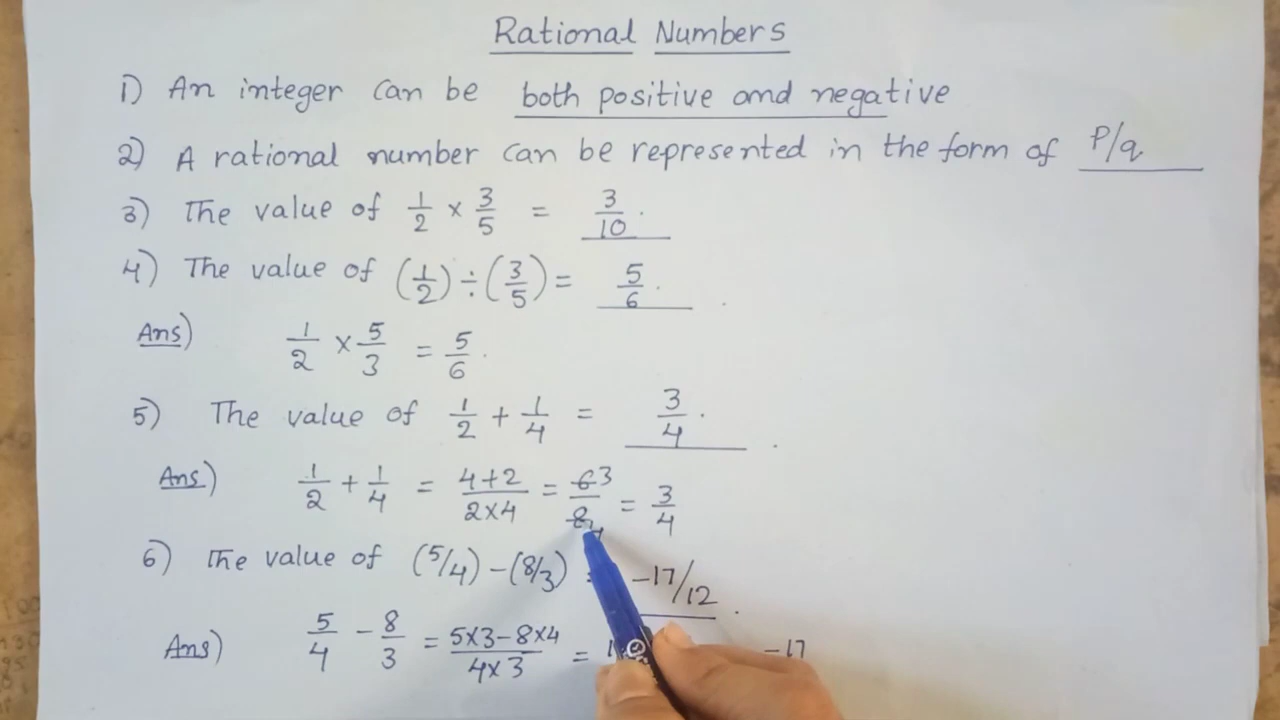 Rational Numbers
1) An integer can be both positive and negative
2) A rational number can be represented in the form of P/q
3) The value of 1/2 × 3/5 = 3/10.
4) The value of (1/2) ÷ (3/5) = 5/6.
Ans) 1/2 × 5/3 = 5/6.
5) The value of 1/2 + 1/4 = 3/4.
Ans) 1/2 + 1/4 = 4+2/2×4 = 6 3/8 4 = 3/4
6) The value of (5/4) - (8/3) = -17/12.
Ans) 5/4 - 8/3 = 5×3-8×4/4×3 = -17